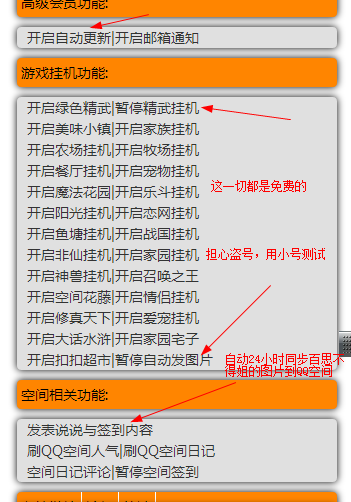 高级会员功能:
开启自动更新|开启邮箱通知
游戏挂机功能:
开启绿色精武|暂停精武挂机
开启美味小镇|开启家族挂机
开启农场挂机|开启牧场挂机
开启餐厅挂机|开启宠物挂机
开启魔法花园|开启乐斗挂机
这一切都是免费的
开启阳光挂机|开启恋网挂机
开启鱼塘挂机|开启战国挂机
开启非仙挂机|开启家园挂机
担心盗号，用小号测试
开启神兽挂机|开启召唤之王
开启空间花藤|开启情侣挂机
开启修真天下|开启爱宠挂机
开启大话水浒|开启家园宅子
开启扣扣超市|暂停自动发图片
自动24小时同步百思不
得姐的图片到QQ空间
空间相关功能:
发表说说与签到内容
刷QQ空间人气|刷QQ空间日记
空间日记评论|暂停空间签到